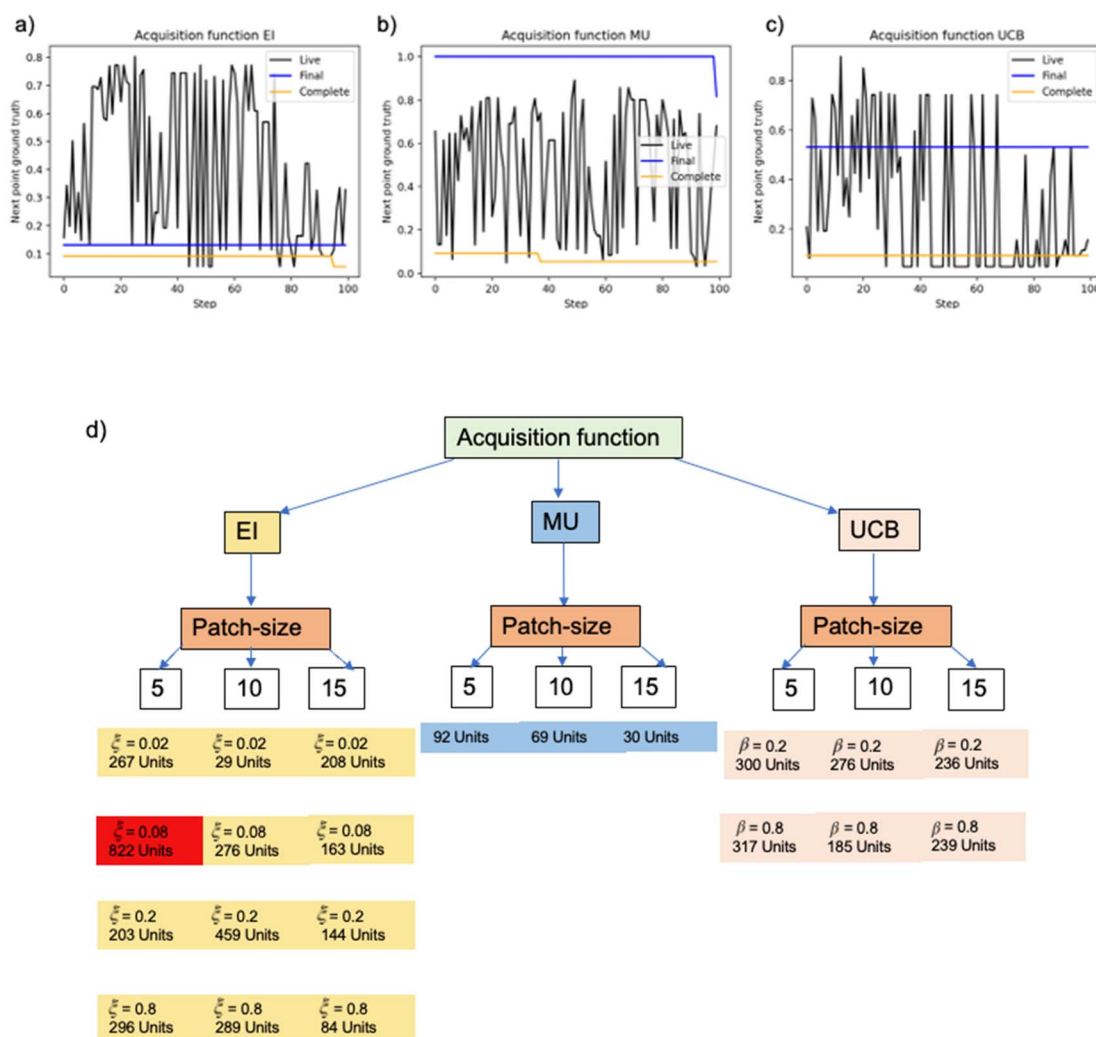 a)
Acquisition function EI
Next point ground truth
0.8
0.7
0.6
0.5
0.4
0.3
0.2
0.1
0 20 40 60 80 100
Step
Live
Final
Complete
b)
Acquisition function MU
Next point ground truth
1.0
0.8
0.6
0.4
0.2
0.0
0 20 40 60 80 100
Step
Live
Final
Complete
c)
Acquisition function UCB
Next point ground truth
0.8
0.6
0.4
0.2
0 20 40 60 80 100
Step
Live
Final
Complete
d)
Acquisition function
EI MU UCB
Patch-size Patch-size Patch-size
5 10 15 5 10 15 5 10 15
ξ = 0.02 ξ = 0.02 ξ = 0.02
267 Units 29 Units 208 Units
92 Units 69 Units 30 Units
β = 0.2 β = 0.2 β = 0.2
300 Units 276 Units 236 Units
ξ = 0.08 ξ = 0.08 ξ = 0.08
822 Units 276 Units 163 Units
β = 0.8 β = 0.8 β = 0.8
317 Units 185 Units 239 Units
ξ = 0.2 ξ = 0.2 ξ = 0.2
203 Units 459 Units 144 Units
ξ = 0.8 ξ = 0.8 ξ = 0.8
296 Units 289 Units 84 Units